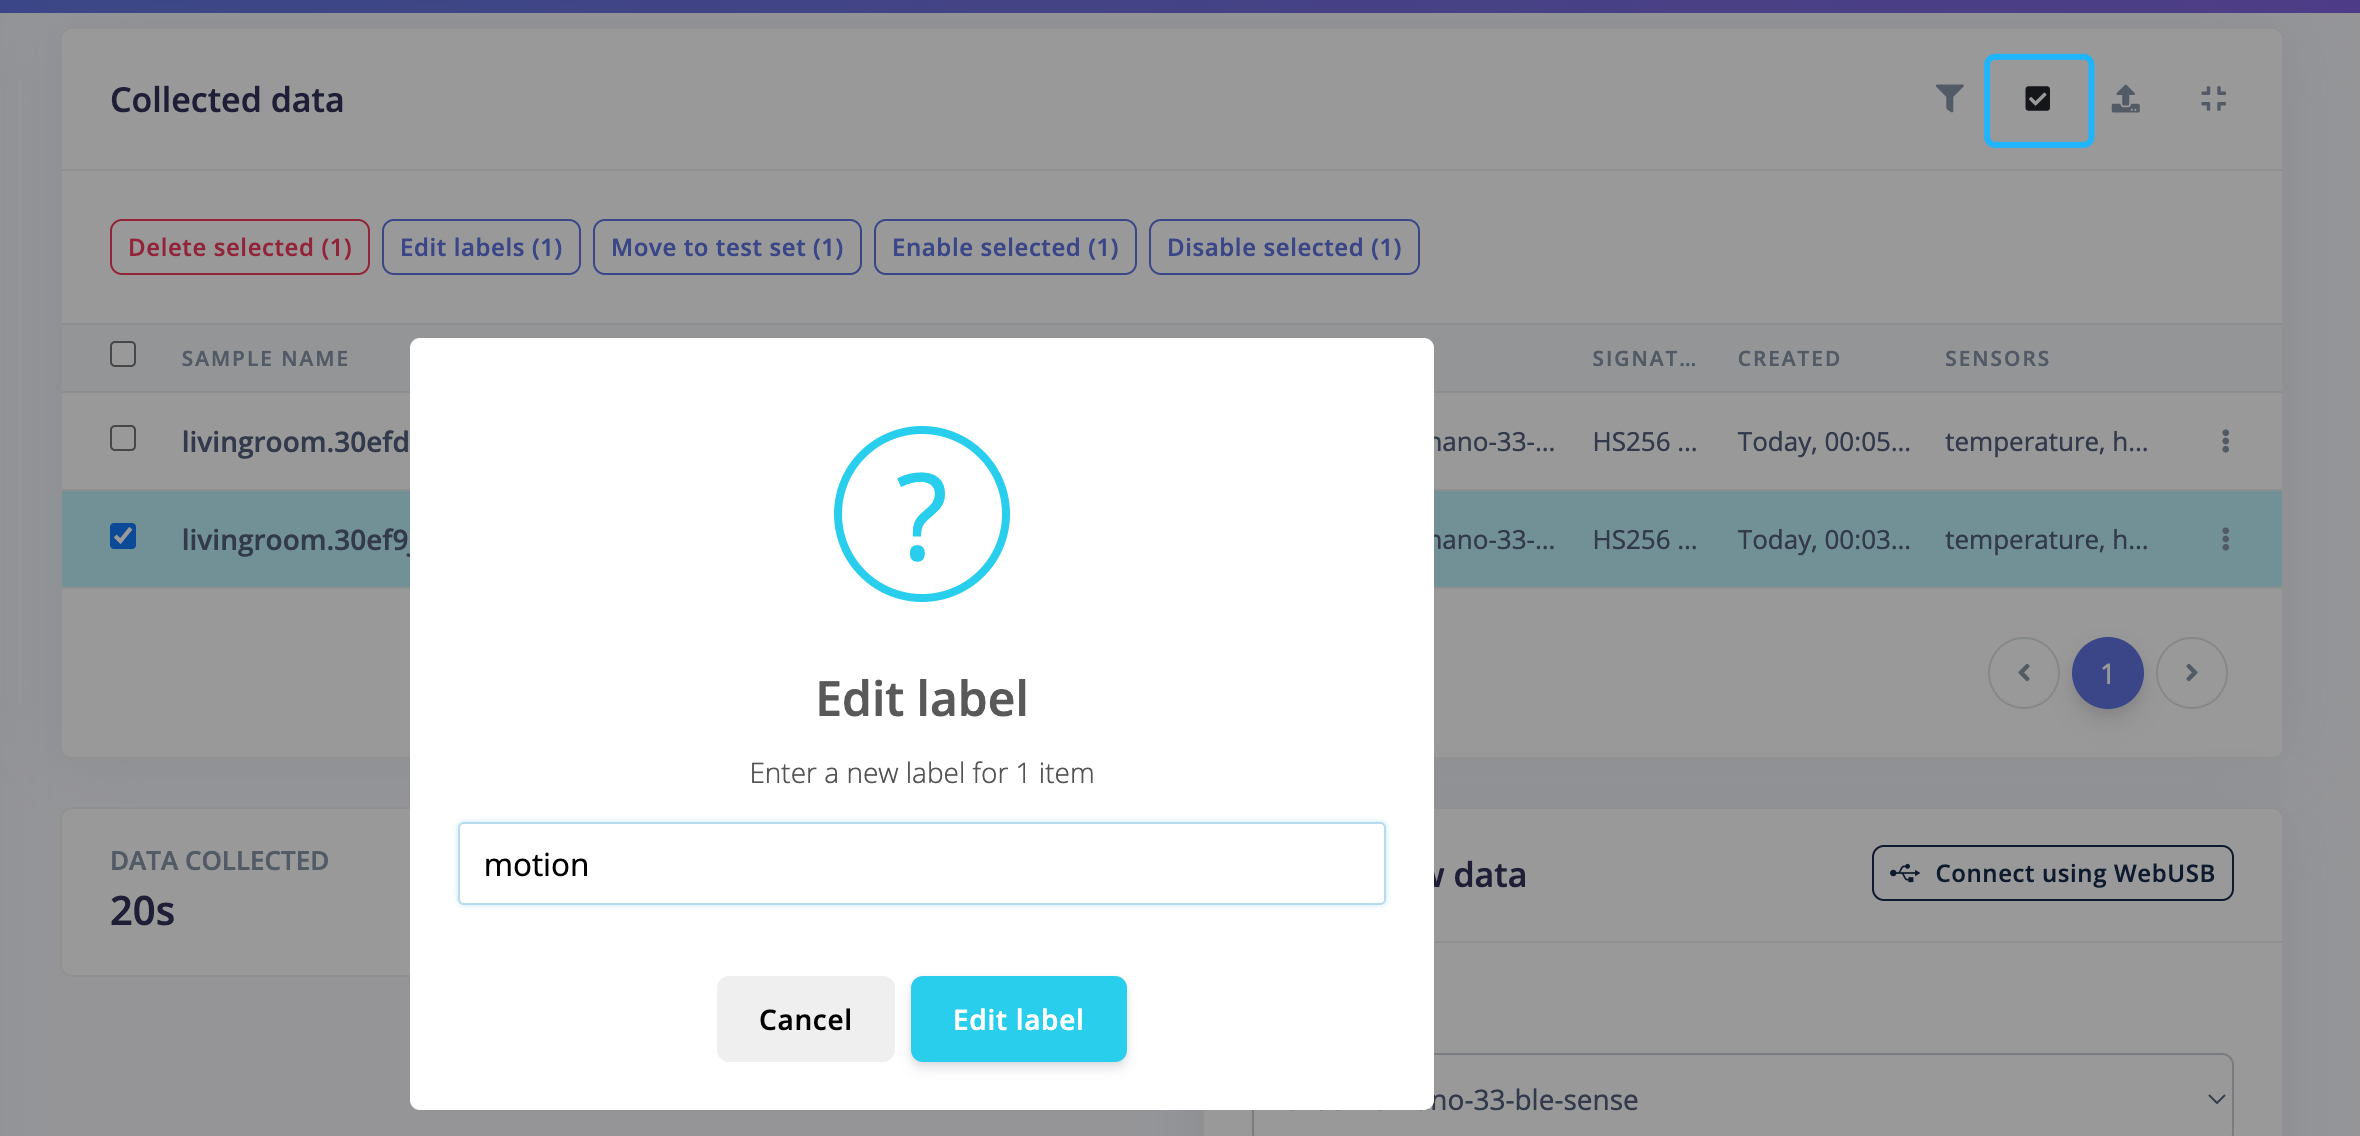 Collected data
Delete selected (1) Edit labels (1) Move to test set (1) Enable selected (1) Disable selected (1)
SAMPLE NAME SIGNAT... CREATED SENSORS
livingroom.30efd nano-33-... HS256 ... Today, 00:05... temperature, h...
livingroom.30ef9 nano-33-... HS256 ... Today, 00:03... temperature, h...
?
Edit label
1
Enter a new label for 1 item
motion
DATA COLLECTED
20s
data
Connect using WebUSB
Cancel Edit label
no-33-ble-sense